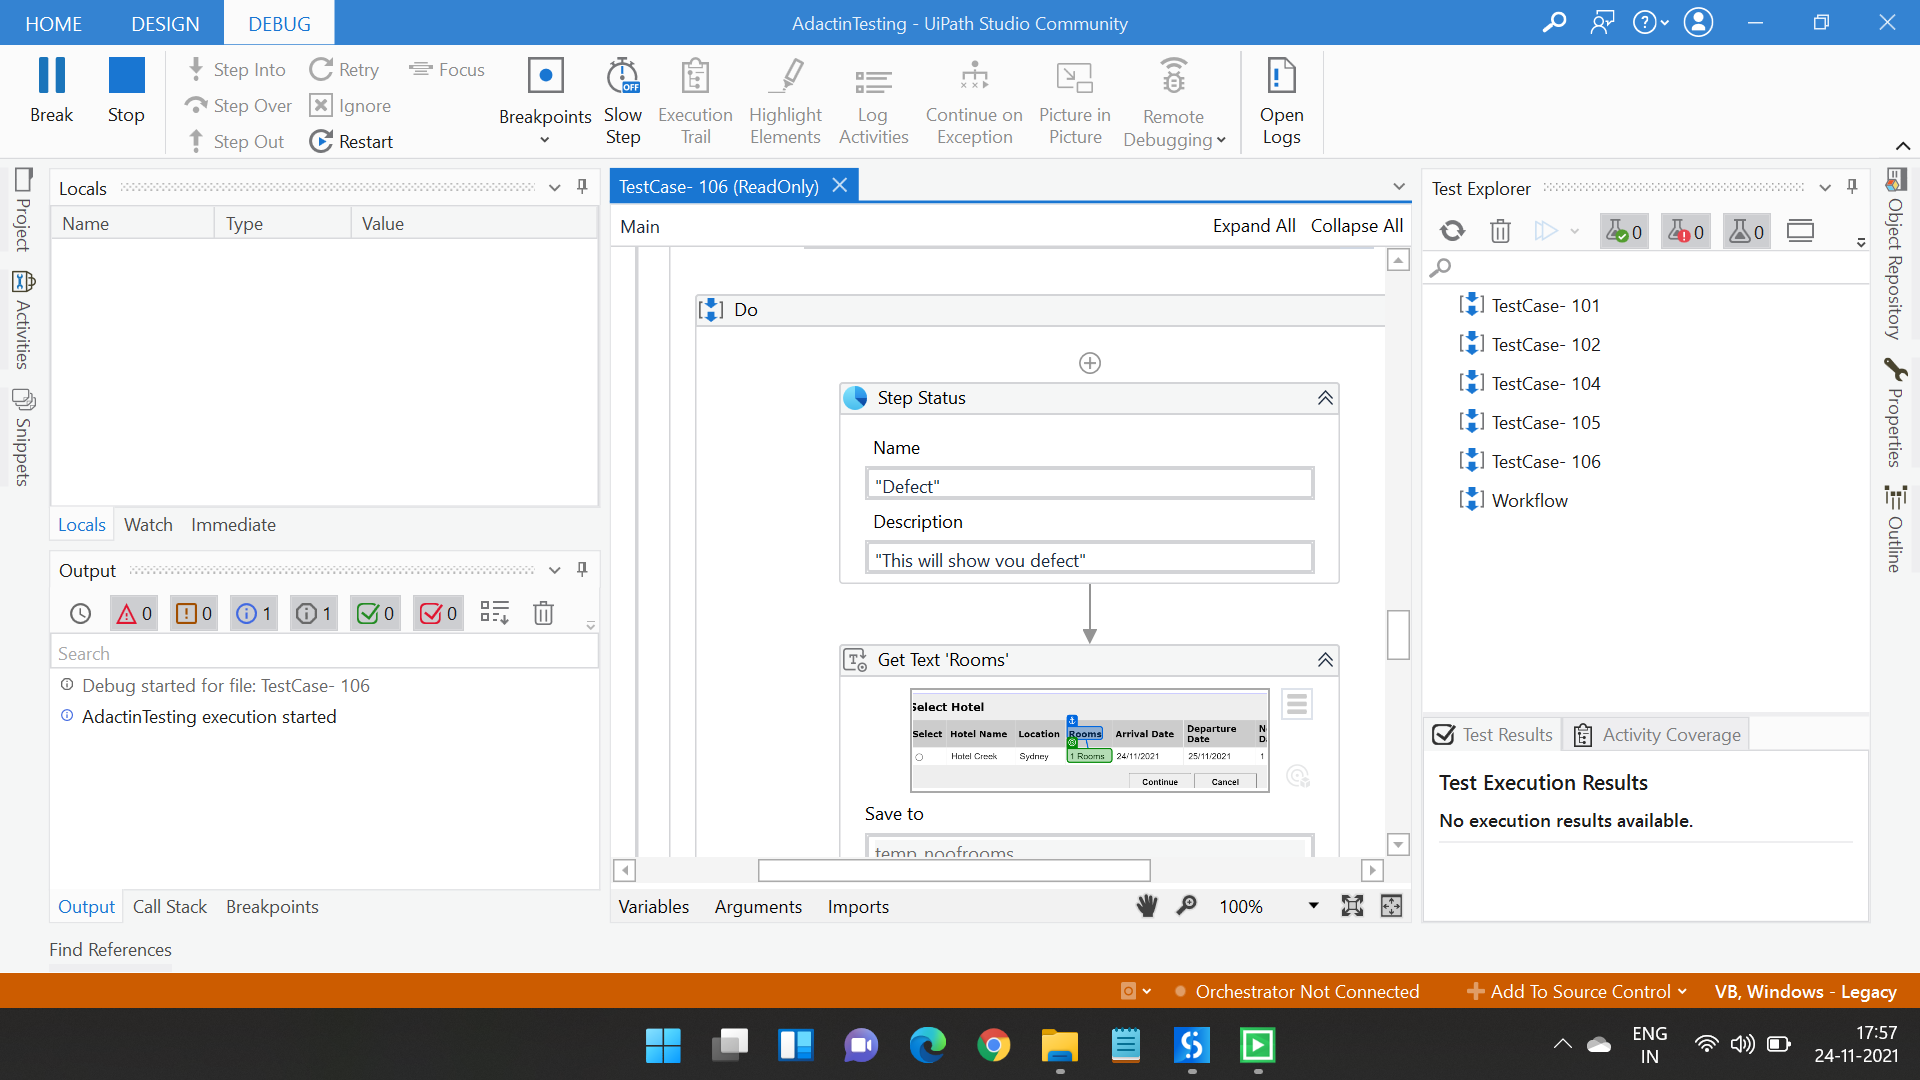 HOME DESIGN DEBUG AdactinTesting - UiPath Studio Community
Break Stop
Step Into Retry Focus
Step Over Ignore
Step Out Restart
Breakpoints
Slow Step
Execution Trail
Highlight Elements
Log Activities
Continue on Exception
Picture in Picture
Remote Debugging
Open Logs
Project
Activities
Snippets
Locals
Name Type Value
Locals Watch Immediate
Output
0 0 1 1 0 0
Search
Debug started for file: TestCase- 106
AdactinTesting execution started
Output Call Stack Breakpoints
Find References
TestCase- 106 (ReadOnly)
Main Expand All Collapse All
Do
Step Status
Name
"Defect"
Description
"This will show you defect"
Get Text 'Rooms'
Select Hotel
Select Hotel Name Location Rooms Arrival Date Departure Date
Hotel Creek Sydney 1 Rooms 24/11/2021 25/11/2021 1
Continue Cancel
Save to
temp_noofrooms
Variables Arguments Imports 100%
Test Explorer
0 0 0
TestCase- 101
TestCase- 102
TestCase- 104
TestCase- 105
TestCase- 106
Workflow
Test Results Activity Coverage
Test Execution Results
No execution results available.
Object Repository
Properties
Outline
Orchestrator Not Connected Add To Source Control VB, Windows - Legacy
ENG
IN
17:57
24-11-2021